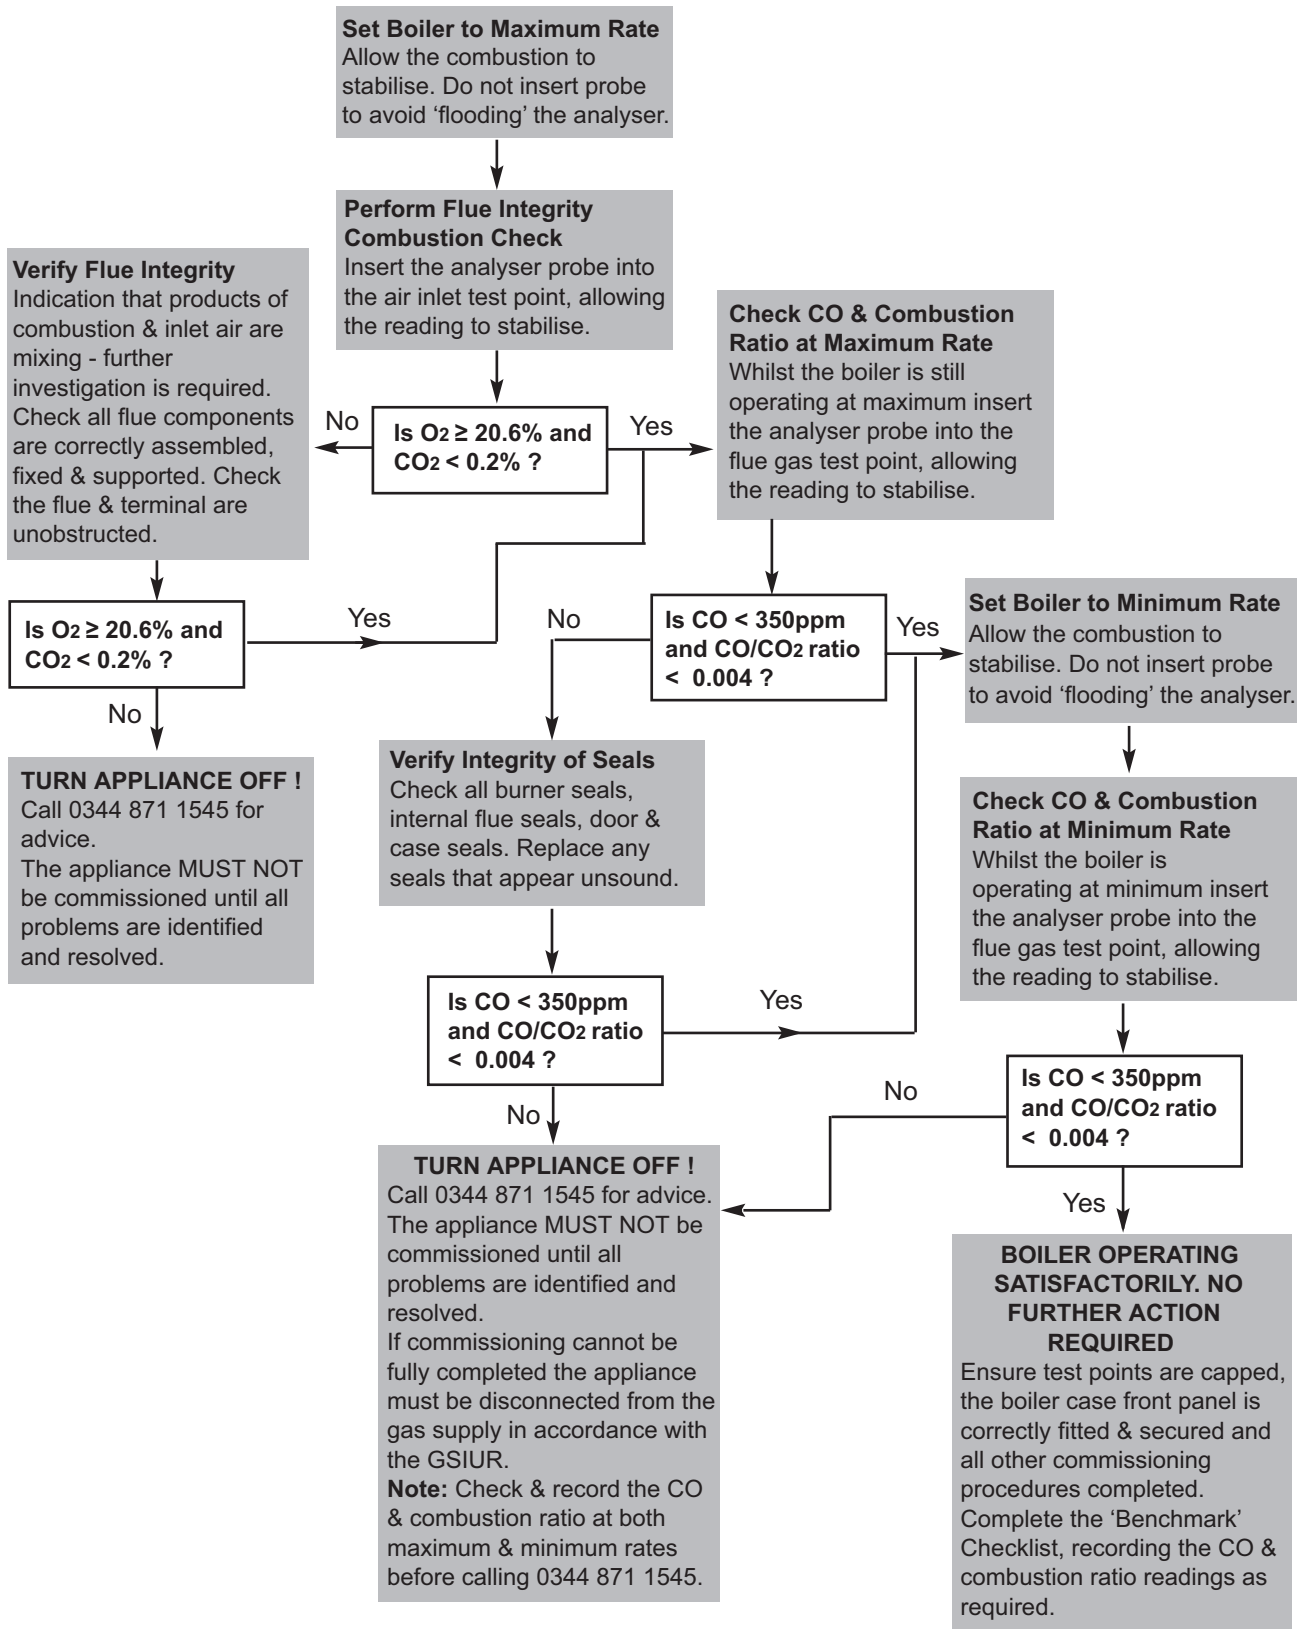 Set Boiler to Maximum Rate
Allow the combustion to
stabilise. Do not insert probe
to avoid ‘flooding’ the analyser.
Perform Flue Integrity
Combustion Check
Insert the analyser probe into
the air inlet test point, allowing
the reading to stabilise.
Is O2 ≥ 20.6% and
CO2 < 0.2% ?
No
Yes
Verify Flue Integrity
Indication that products of
combustion & inlet air are
mixing - further
investigation is required.
Check all flue components
are correctly assembled,
fixed & supported. Check
the flue & terminal are
unobstructed.
Is O2 ≥ 20.6% and
CO2 < 0.2% ?
Yes
No
TURN APPLIANCE OFF !
Call 0344 871 1545 for
advice.
The appliance MUST NOT
be commissioned until all
problems are identified
and resolved.
Check CO & Combustion
Ratio at Maximum Rate
Whilst the boiler is still
operating at maximum insert
the analyser probe into the
flue gas test point, allowing
the reading to stabilise.
Is CO < 350ppm
and CO/CO2 ratio
< 0.004 ?
No
Yes
Verify Integrity of Seals
Check all burner seals,
internal flue seals, door &
case seals. Replace any
seals that appear unsound.
Is CO < 350ppm
and CO/CO2 ratio
< 0.004 ?
Yes
No
TURN APPLIANCE OFF !
Call 0344 871 1545 for advice.
The appliance MUST NOT be
commissioned until all
problems are identified and
resolved.
If commissioning cannot be
fully completed the appliance
must be disconnected from the
gas supply in accordance with
the GSIUR.
Note: Check & record the CO
& combustion ratio at both
maximum & minimum rates
before calling 0344 871 1545.
Set Boiler to Minimum Rate
Allow the combustion to
stabilise. Do not insert probe
to avoid ‘flooding’ the analyser.
Check CO & Combustion
Ratio at Minimum Rate
Whilst the boiler is
operating at minimum insert
the analyser probe into the
flue gas test point, allowing
the reading to stabilise.
Is CO < 350ppm
and CO/CO2 ratio
< 0.004 ?
No
Yes
BOILER OPERATING
SATISFACTORILY. NO
FURTHER ACTION
REQUIRED
Ensure test points are capped,
the boiler case front panel is
correctly fitted & secured and
all other commissioning
procedures completed.
Complete the ‘Benchmark’
Checklist, recording the CO &
combustion ratio readings as
required.